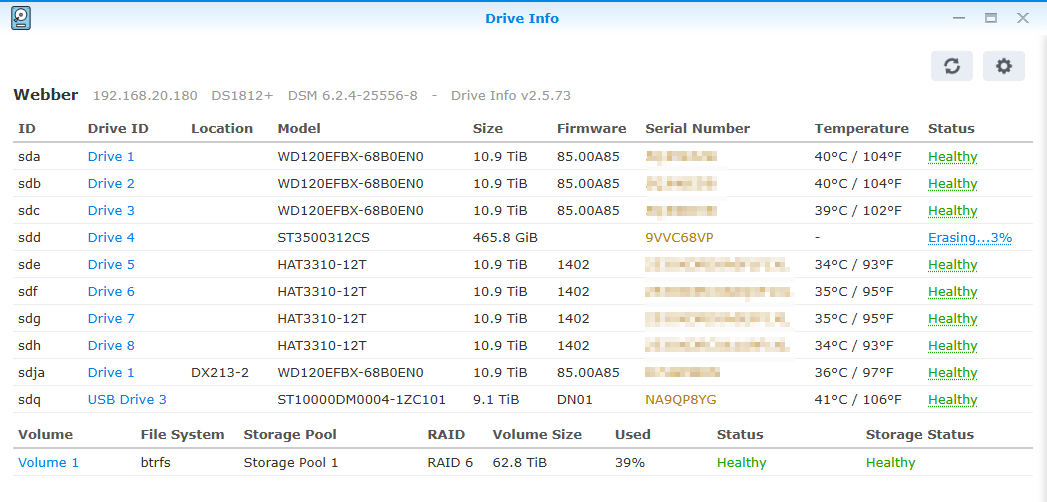 Drive Info
Webber 192.168.20.180 DS1812+ DSM 6.2.4-25556-8 - Drive Info v2.5.73
ID Drive ID Location Model Size Firmware Serial Number Temperature Status
sda Drive 1 WD120EFBX-68B0EN0 10.9 TiB 85.00A85 40°C / 104°F Healthy
sdb Drive 2 WD120EFBX-68B0EN0 10.9 TiB 85.00A85 40°C / 104°F Healthy
sdc Drive 3 WD120EFBX-68B0EN0 10.9 TiB 85.00A85 39°C / 102°F Healthy
sdd Drive 4 ST3500312CS 465.8 GiB 9VVC68VP - Erasing...3%
sde Drive 5 HAT3310-12T 10.9 TiB 1402 34°C / 93°F Healthy
sdf Drive 6 HAT3310-12T 10.9 TiB 1402 35°C / 95°F Healthy
sdg Drive 7 HAT3310-12T 10.9 TiB 1402 35°C / 95°F Healthy
sdh Drive 8 HAT3310-12T 10.9 TiB 1402 34°C / 93°F Healthy
sdja Drive 1 DX213-2 WD120EFBX-68B0EN0 10.9 TiB 85.00A85 36°C / 97°F Healthy
sdq USB Drive 3 ST10000DM0004-1ZC101 9.1 TiB DN01 NA9QP8YG 41°C / 106°F Healthy
Volume File System Storage Pool RAID Volume Size Used Status Storage Status
Volume 1 btrfs Storage Pool 1 RAID 6 62.8 TiB 39% Healthy Healthy